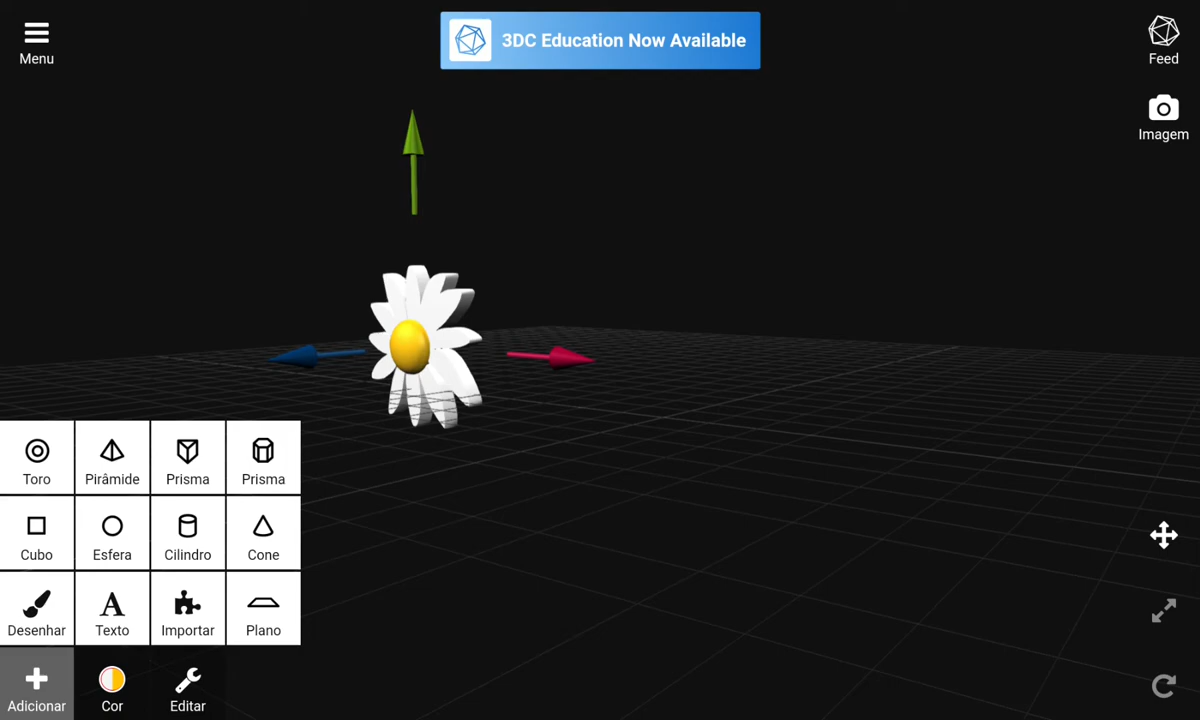 Menu
3DC Education Now Available
Feed
Imagem
Toro
Pirâmide
Prisma
Prisma
Cubo
Esfera
Cilindro
Cone
Desenhar
Texto
Importar
Plano
Adicionar
Cor
Editar